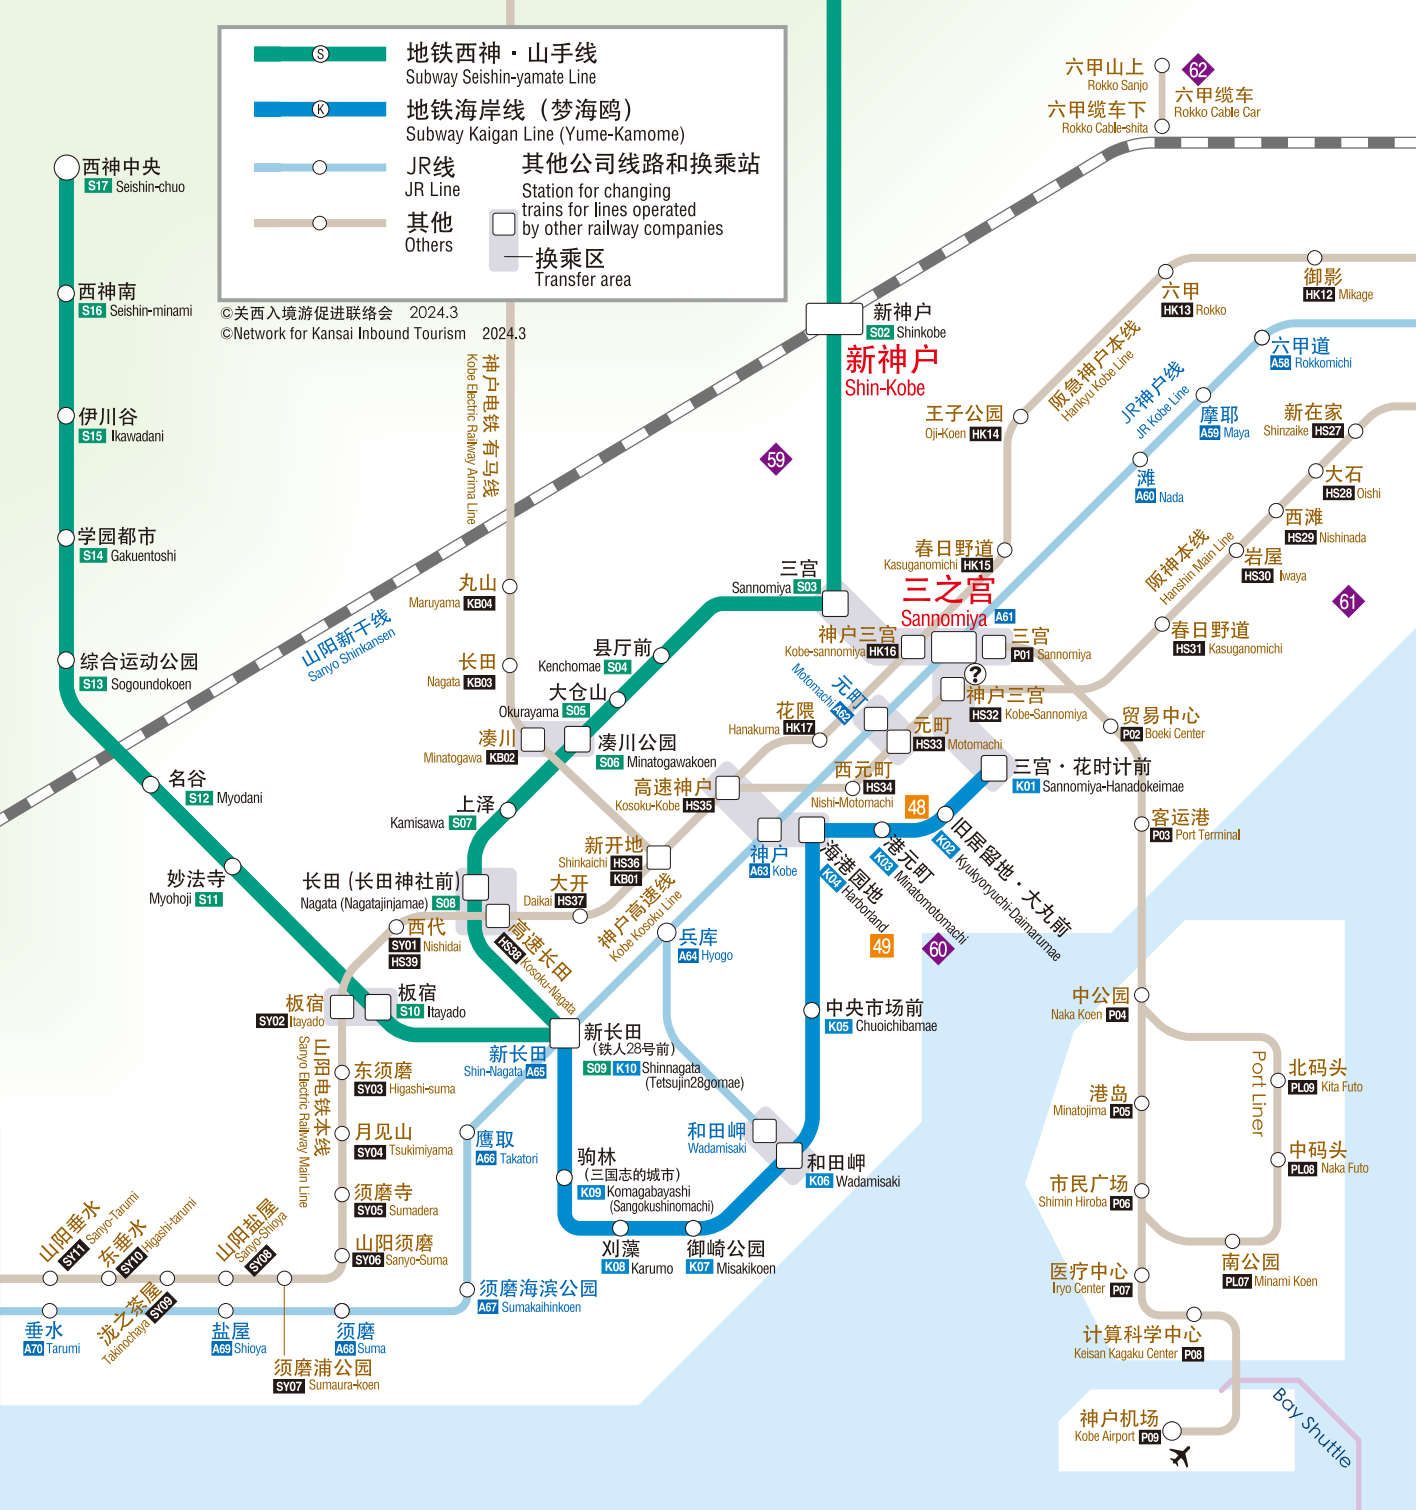 S
地铁西神・山手线
Subway Seishin-yamate Line
K
地铁海岸线（梦海鸥）
Subway Kaigan Line (Yume-Kamome)
JR线
JR Line
其他
Others
其他公司线路和换乘站
Station for changing
trains for lines operated
by other railway companies
换乘区
Transfer area
©关西入境游促进联络会 2024.3
©Network for Kansai Inbound Tourism 2024.3
六甲山上
Rokko Sanjo
62
六甲缆车
Rokko Cable Car
六甲缆车下
Rokko Cable-shita
西神中央
S17 Seishin-chuo
西神南
S16 Seishin-minami
伊川谷
S15 Ikawadani
学园都市
S14 Gakuentoshi
综合运动公园
S13 Sogoundokoen
名谷
S12 Myodani
妙法寺
Myohoji S11
新神户
S02 Shinkobe
新神户
Shin-Kobe
神户电铁 有马线
Kobe Electric Railway Arima Line
山阳新干线
Sanyo Shinkansen
59
六甲
HK13 Rokko
御影
HK12 Mikage
阪急神户本线
Hankyu Kobe Line
JR神户线
JR Kobe Line
六甲道
A58 Rokkomichi
摩耶
A59 Maya
滩
A60 Nada
王子公园
Oji-Koen HK14
新在家
Shinzaike HS27
大石
HS28 Oishi
西滩
HS29 Nishinada
岩屋
HS30 Iwaya
阪神本线
Hanshin Main Line
61
春日野道
HS31 Kasuganomichi
春日野道
Kasuganomichi HK15
三宫
Sannomiya S03
三之宫
Sannomiya A61
神户三宫
Kobe-sannomiya HK16
三宫
P01 Sannomiya
?
神户三宫
HS32 Kobe-Sannomiya
丸山
Maruyama KB04
长田
Nagata KB03
县厅前
Kenchomae S04
大仓山
Okurayama S05
凑川
Minatogawa KB02
凑川公园
S06 Minatogawakoen
上泽
Kamisawa S07
元町
Motomachi A62
元町
HS33 Motomachi
花隈
Hanakuma HK17
西元町
HS34
Nishi-Motomachi
高速神户
Kosoku-Kobe HS35
三宫・花时计前
K01 Sannomiya-Hanadokeimae
48
旧居留地・大丸前
K02 Kyukyoryuchi-Daimarumae
港元町
K03 Minatomotomachi
海港园地
K04 Harborland
49
60
神户
A63 Kobe
新开地
Shinkaichi HS36
KB01
大开
Daikai HS37
神户高速线
Kobe Kosoku Line
长田 (长田神社前)
Nagata (Nagatajinjamae) S08
高速长田
HS38 Kosoku-Nagata
西代
SY01 Nishidai
HS39
板宿
SY02 Itayado
板宿
S10 Itayado
兵库
A64 Hyogo
新长田
(铁人28号前)
S09 K10 Shinnagata
(Tetsujin28gomae)
新长田
Shin-Nagata A65
中央市场前
K05 Chuoichibamae
和田岬
Wadamisaki
和田岬
K06 Wadamisaki
驹林
(三国志的城市)
K09 Komagabayashi
(Sangokushinomachi)
刈藻
K08 Karumo
御崎公园
K07 Misakikoen
鹰取
A66 Takatori
须磨海滨公园
A67 Sumakaihinkoen
山阳电铁本线
Sanyo Electric Railway Main Line
东须磨
SY03 Higashi-suma
月见山
SY04 Tsukimiyama
须磨寺
SY05 Sumadera
山阳须磨
SY06 Sanyo-Suma
须磨浦公园
SY07 Sumaura-koen
山阳盐屋
Sanyo-Shioya
SY08
泷之茶屋
Takinochaya SY09
东垂水
SY10 Higashi-tarumi
山阳垂水
SY11 Sanyo-Tarumi
垂水
A70 Tarumi
盐屋
A69 Shioya
须磨
A68 Suma
贸易中心
P02 Boeki Center
客运港
P03 Port Terminal
中公园
Naka Koen P04
港岛
Minatojima P05
市民广场
Shimin Hiroba P06
医疗中心
Iryo Center P07
计算科学中心
Keisan Kagaku Center P08
神户机场
Kobe Airport P09
Port Liner
北码头
PL09 Kita Futo
中码头
PL08 Naka Futo
南公园
PL07 Minami Koen
Bay Shuttle